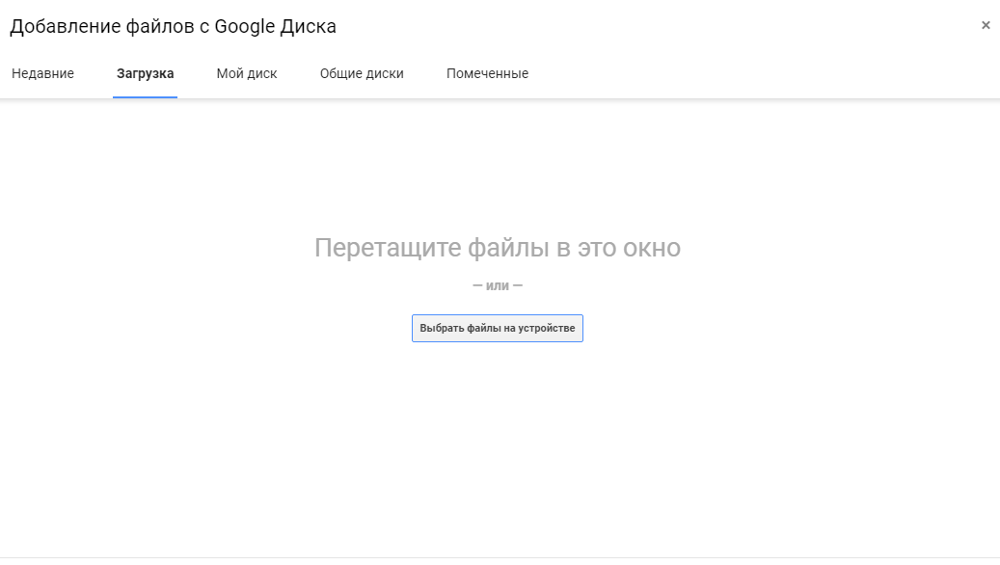 Добавление файлов с Google Диска
×
Недавние Загрузка Мой диск Общие диски Помеченные
Перетащите файлы в это окно
— или —
Выбрать файлы на устройстве